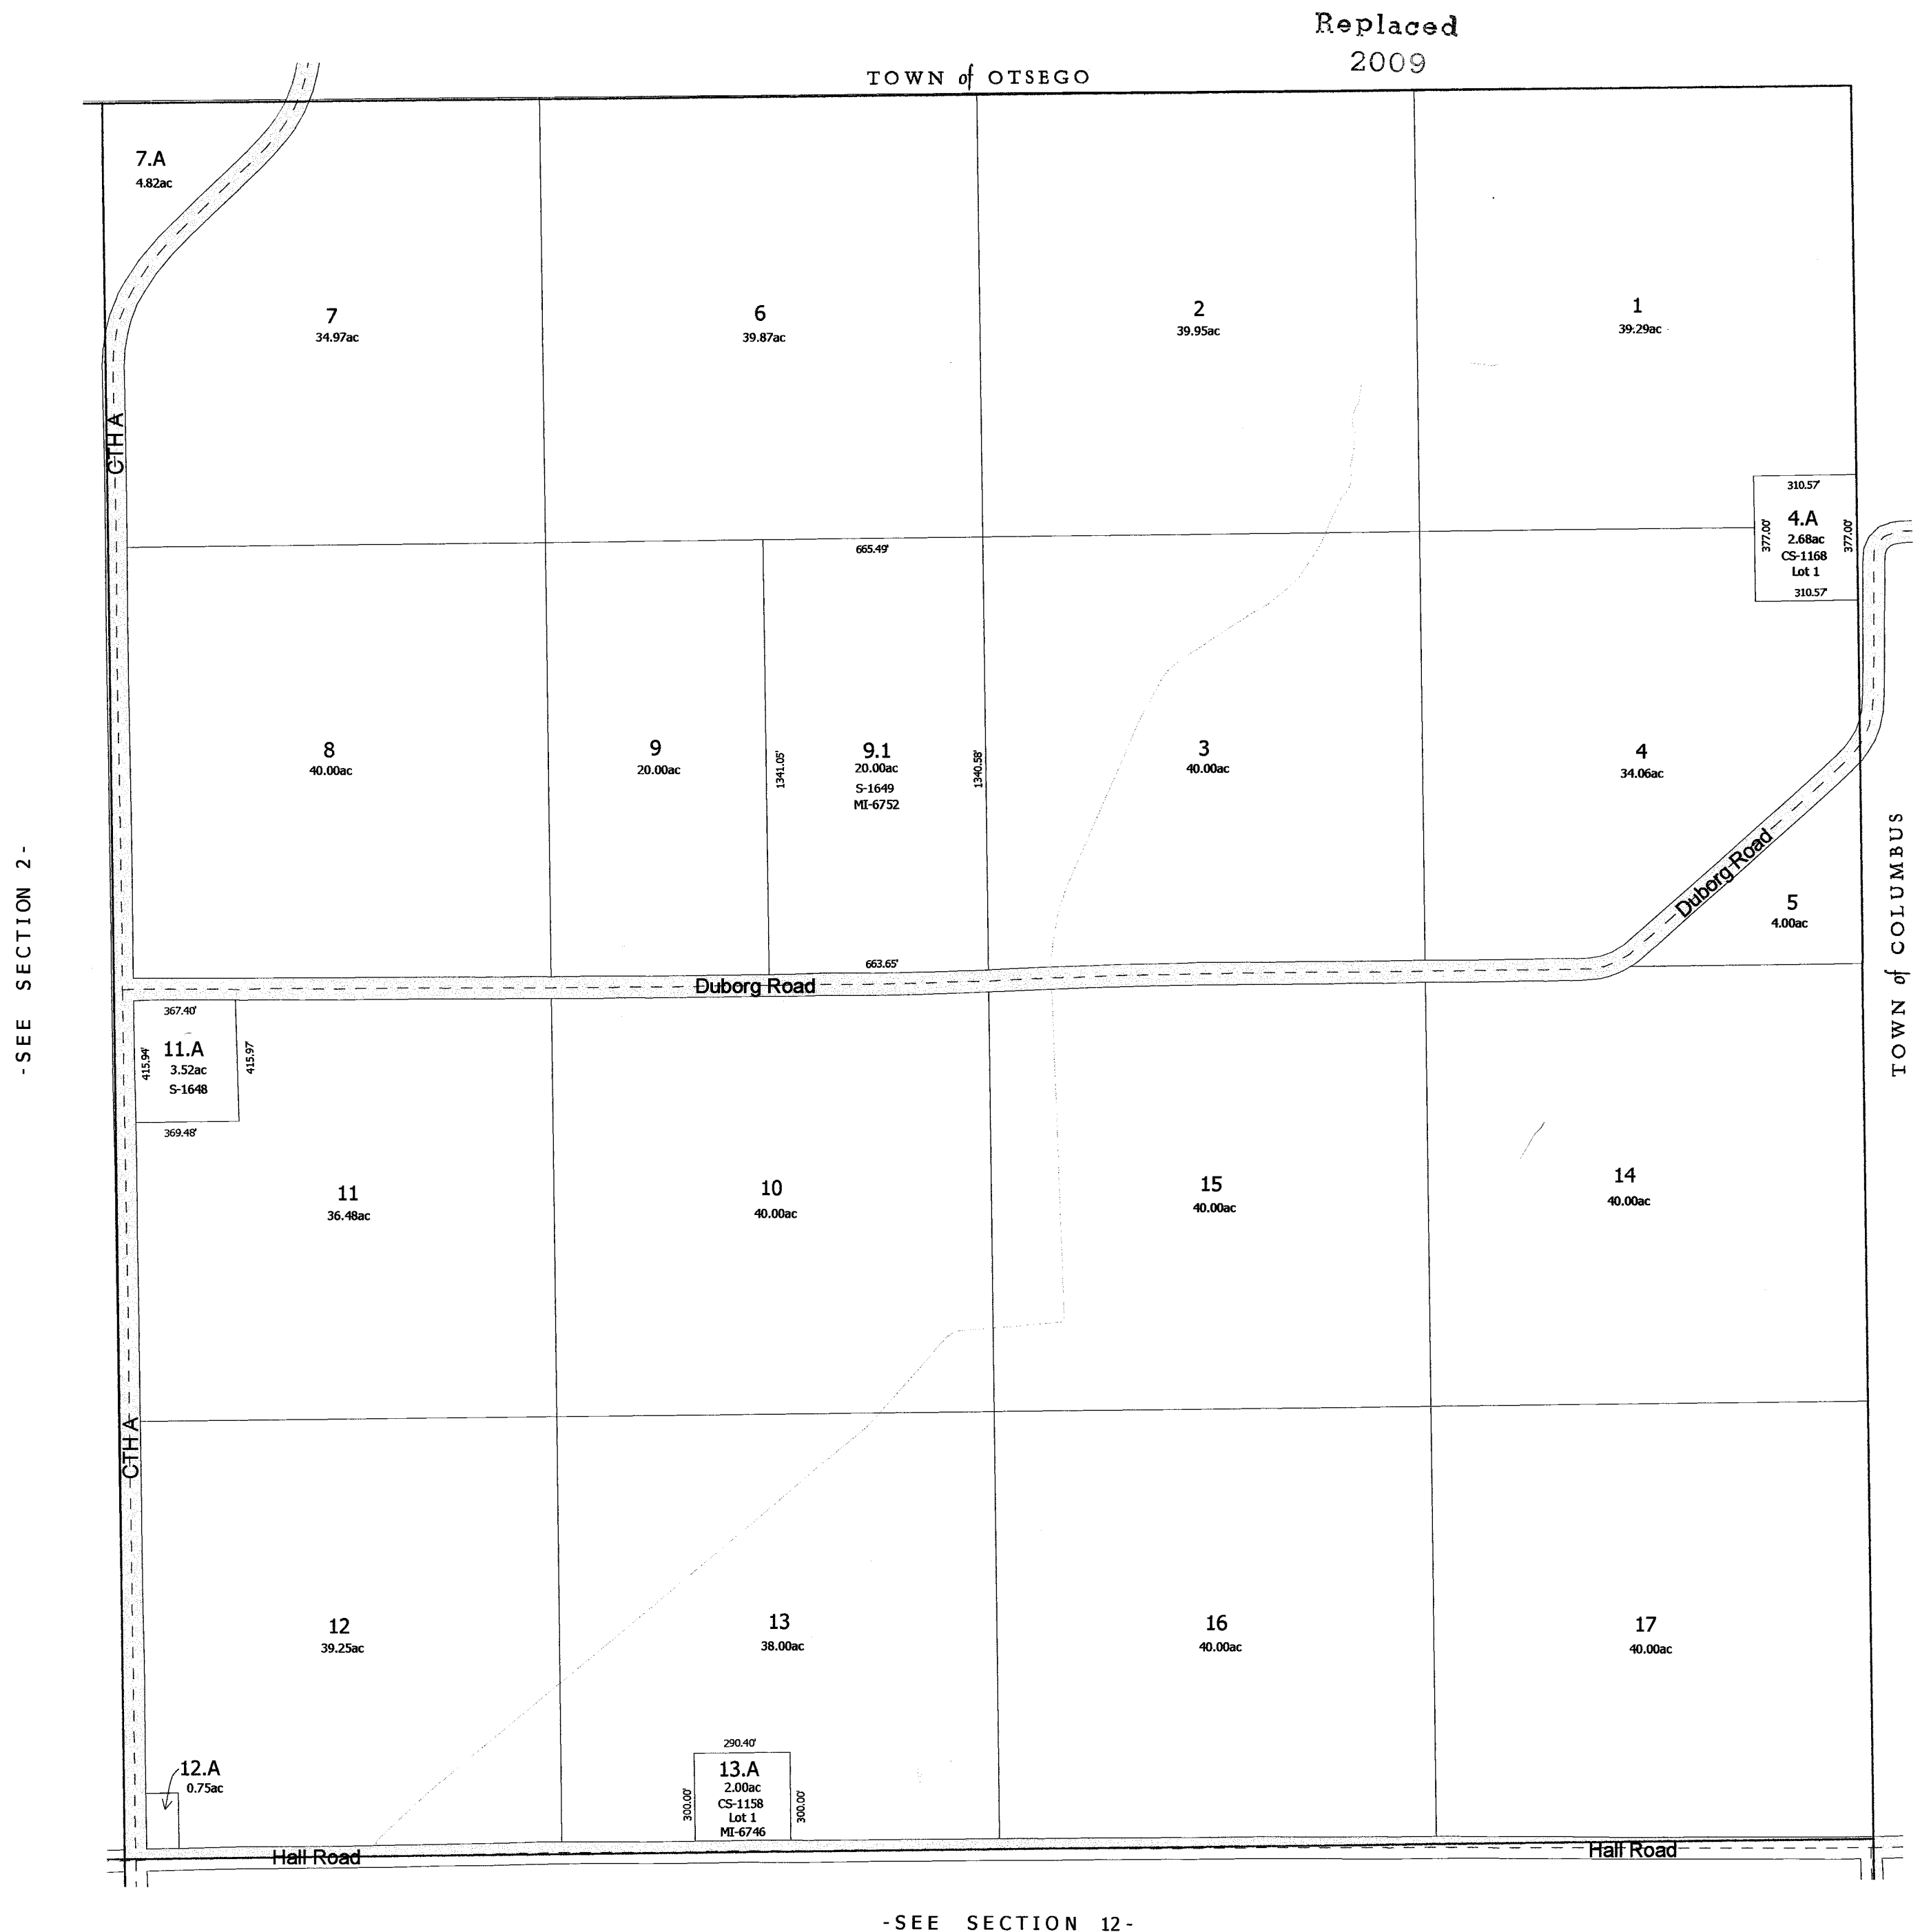 Replaced
2009
TOWN of OTSEGO
7.A
4.82ac
7
34.97ac
6
39.87ac
2
39.95ac
1
39.29ac
CTH A
310.57'
377.00'
4.A
2.68ac
CS-1168
Lot 1
377.00'
310.57'
665.49'
8
40.00ac
9
20.00ac
1341.05'
9.1
20.00ac
S-1649
MI-6752
1340.58'
3
40.00ac
4
34.06ac
Duborg Road
5
4.00ac
-SEE SECTION 2-
TOWN of COLUMBUS
663.65'
Duborg Road
367.40'
415.94'
11.A
3.52ac
S-1648
415.97
369.48'
11
36.48ac
10
40.00ac
15
40.00ac
14
40.00ac
CTH A
12
39.25ac
13
38.00ac
16
40.00ac
17
40.00ac
12.A
0.75ac
290.40'
300.00'
13.A
2.00ac
CS-1158
Lot 1
MI-6746
300.00'
Hall Road
Hall Road
-SEE SECTION 12-